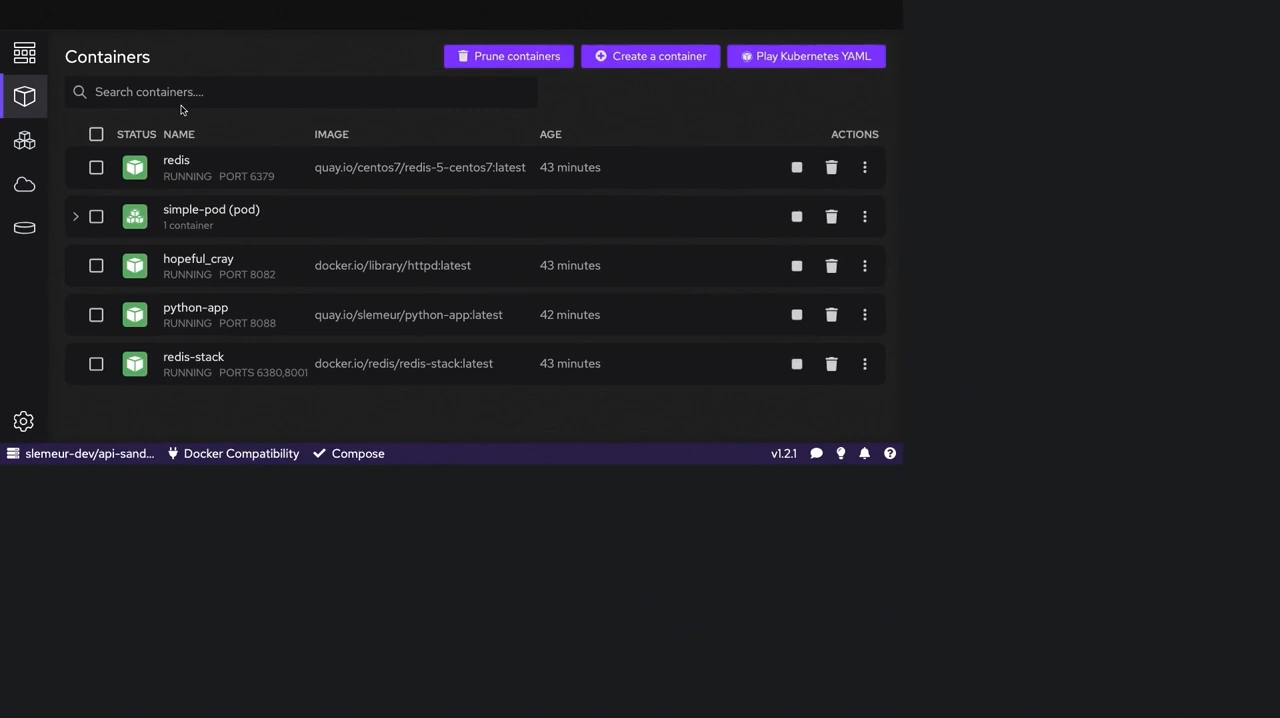 Containers
Prune containers
Create a container
Play Kubernetes YAML
Search containers....
STATUS NAME IMAGE AGE ACTIONS
redis
RUNNING PORT 6379
quay.io/centos7/redis-5-centos7:latest
43 minutes
simple-pod (pod)
1 container
hopeful_cray
RUNNING PORT 8082
docker.io/library/httpd:latest
43 minutes
python-app
RUNNING PORT 8088
quay.io/slemeur/python-app:latest
42 minutes
redis-stack
RUNNING PORTS 6380,8001
docker.io/redis/redis-stack:latest
43 minutes
slemeur-dev/api-sand... Docker Compatibility Compose v1.2.1